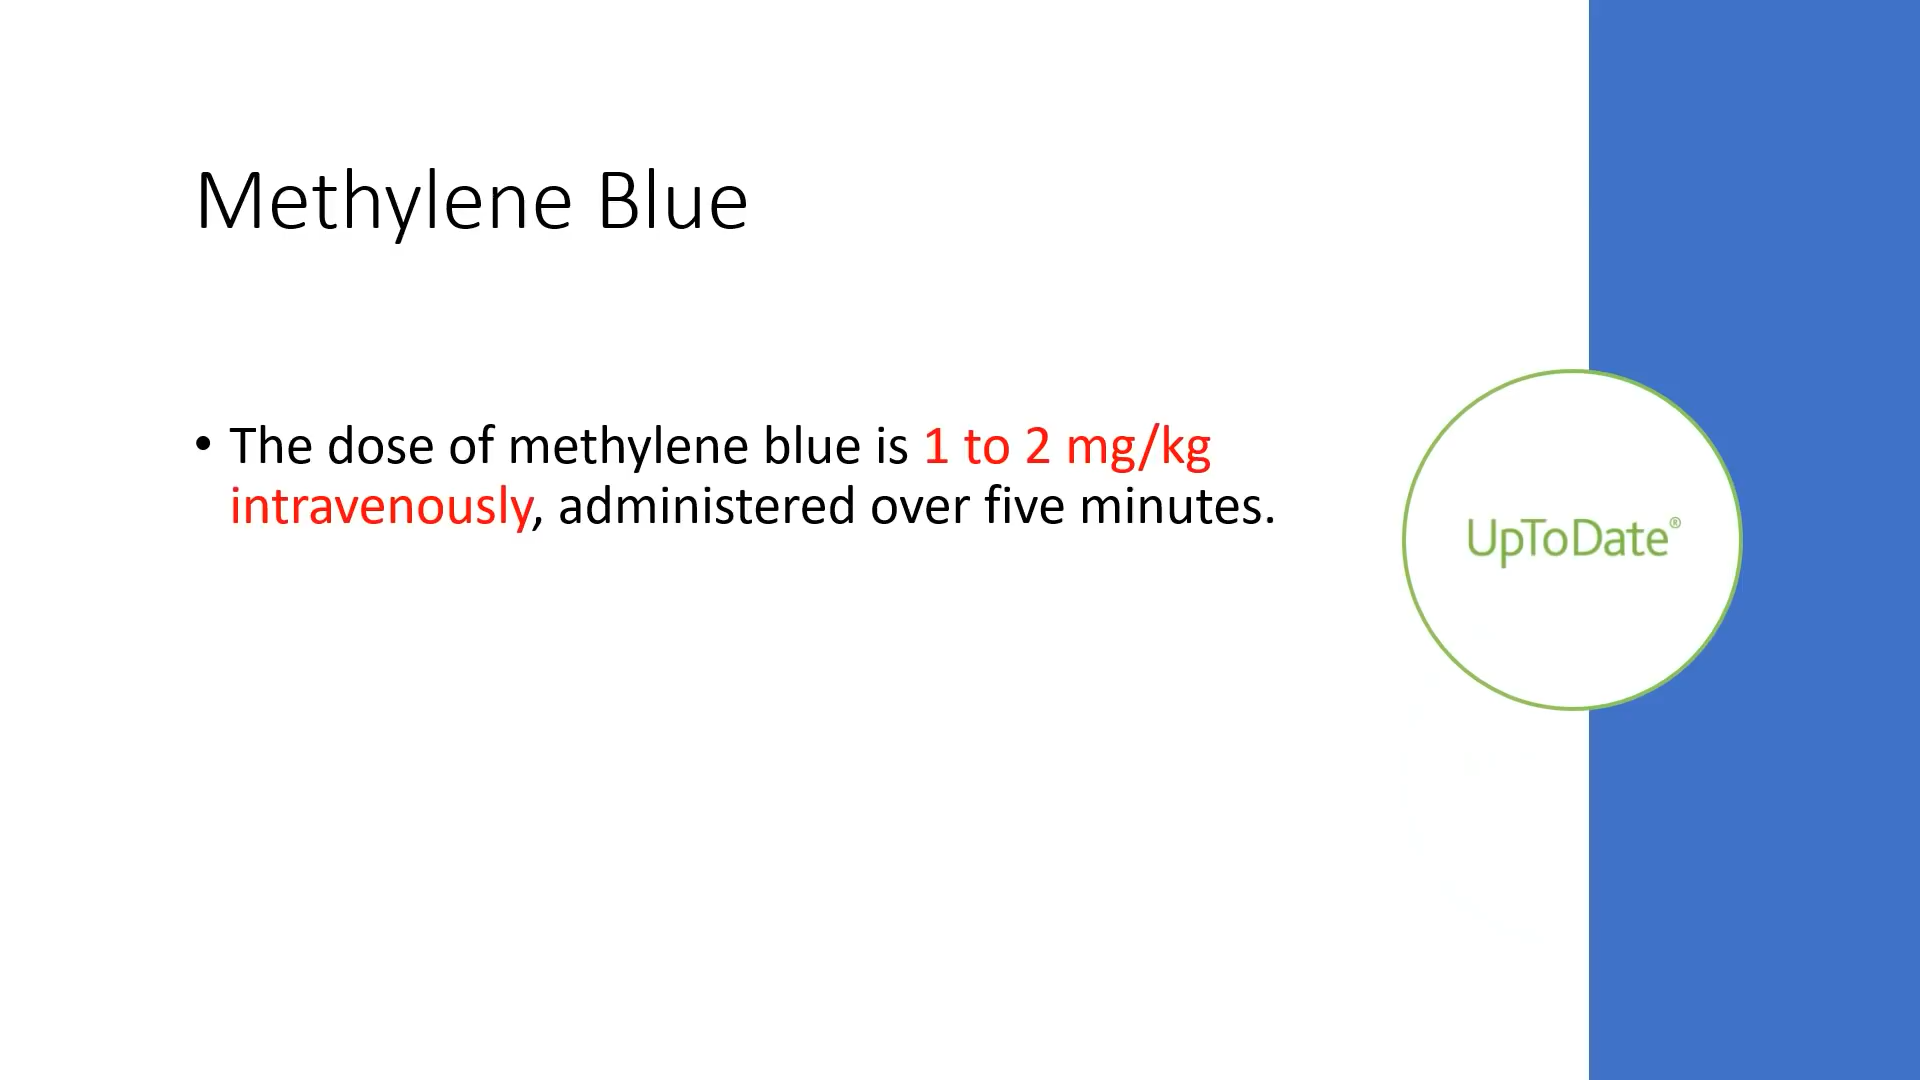 Methylene Blue
• The dose of methylene blue is 1 to 2 mg/kg
intravenously, administered over five minutes.
UpToDate®